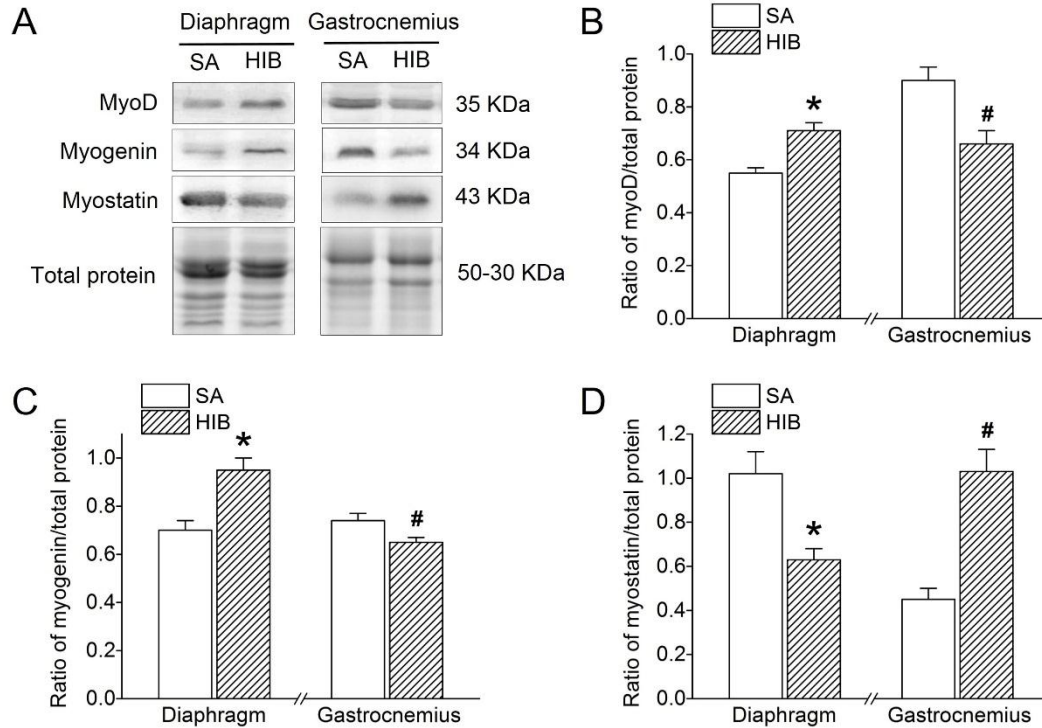 A
Diaphragm Gastrocnemius
SA HIB SA HIB
MyoD 35 KDa
Myogenin 34 KDa
Myostatin 43 KDa
Total protein 50-30 KDa
B
SA
HIB
Ratio of myoD/total protein
1.0
0.8
0.6
0.4
0.2
0.0
*
#
Diaphragm // Gastrocnemius
C
SA
HIB
Ratio of myogenin/total protein
1.0
0.8
0.6
0.4
0.2
0.0
*
#
Diaphragm // Gastrocnemius
D
SA
HIB
Ratio of myostatin/total protein
1.2
1.0
0.8
0.6
0.4
0.2
0.0
*
#
Diaphragm // Gastrocnemius